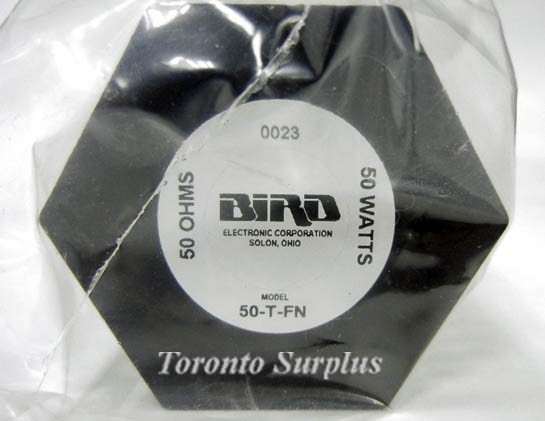 0023
50 OHMS
50 WATTS
BIRD
ELECTRONIC CORPORATION
SOLON, OHIO
MODEL
50-T-FN
Toronto Surplus